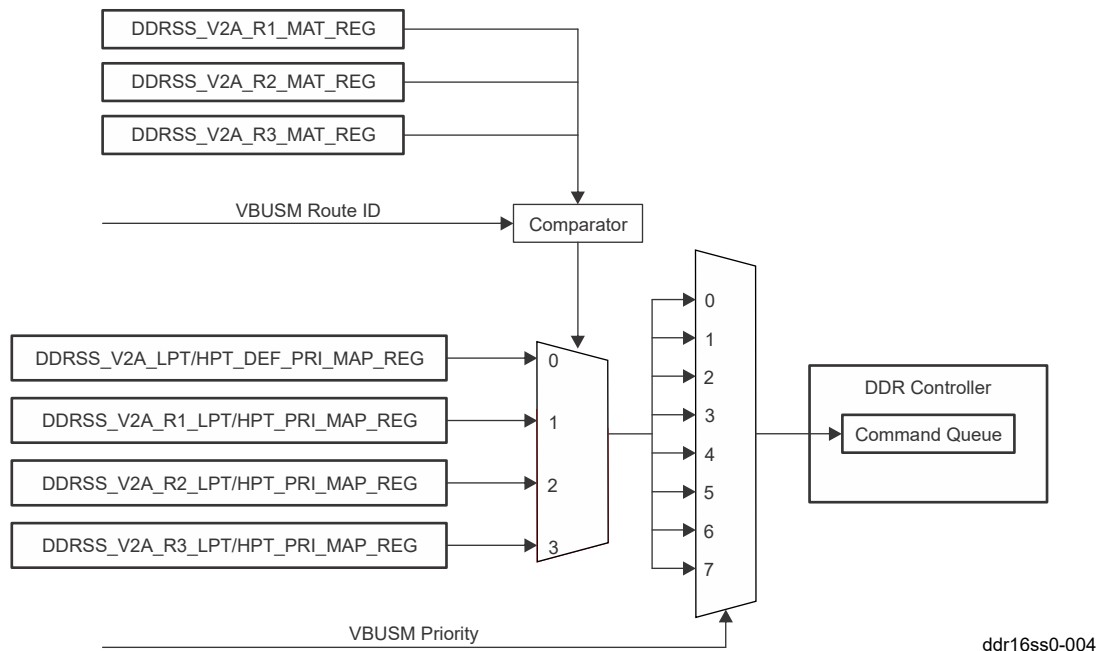 DDRSS_V2A_R1_MAT_REG
DDRSS_V2A_R2_MAT_REG
DDRSS_V2A_R3_MAT_REG
VBUSM Route ID
Comparator
DDRSS_V2A_LPT/HPT_DEF_PRI_MAP_REG
DDRSS_V2A_R1_LPT/HPT_PRI_MAP_REG
DDRSS_V2A_R2_LPT/HPT_PRI_MAP_REG
DDRSS_V2A_R3_LPT/HPT_PRI_MAP_REG
0
1
2
3
0
1
2
3
4
5
6
7
DDR Controller
Command Queue
VBUSM Priority
ddr16ss0-004